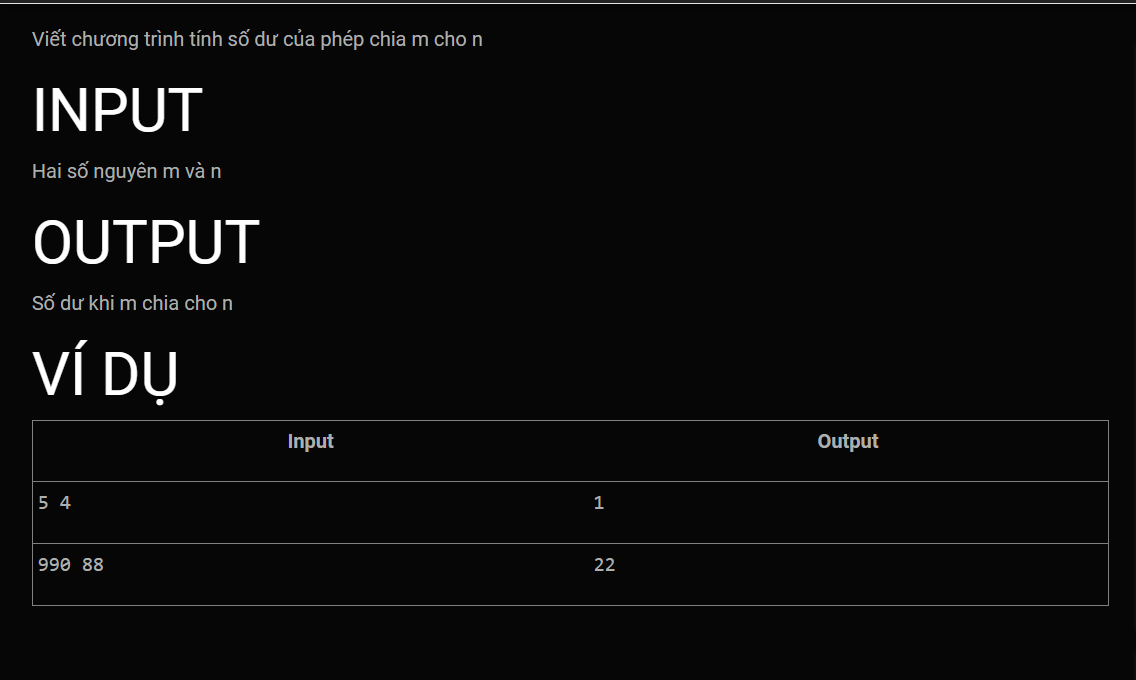 Viết chương trình tính số dư của phép chia m cho n
INPUT
Hai số nguyên m và n
OUTPUT
Số dư khi m chia cho n
VÍ DỤ
Input Output
5 4 1
990 88 22